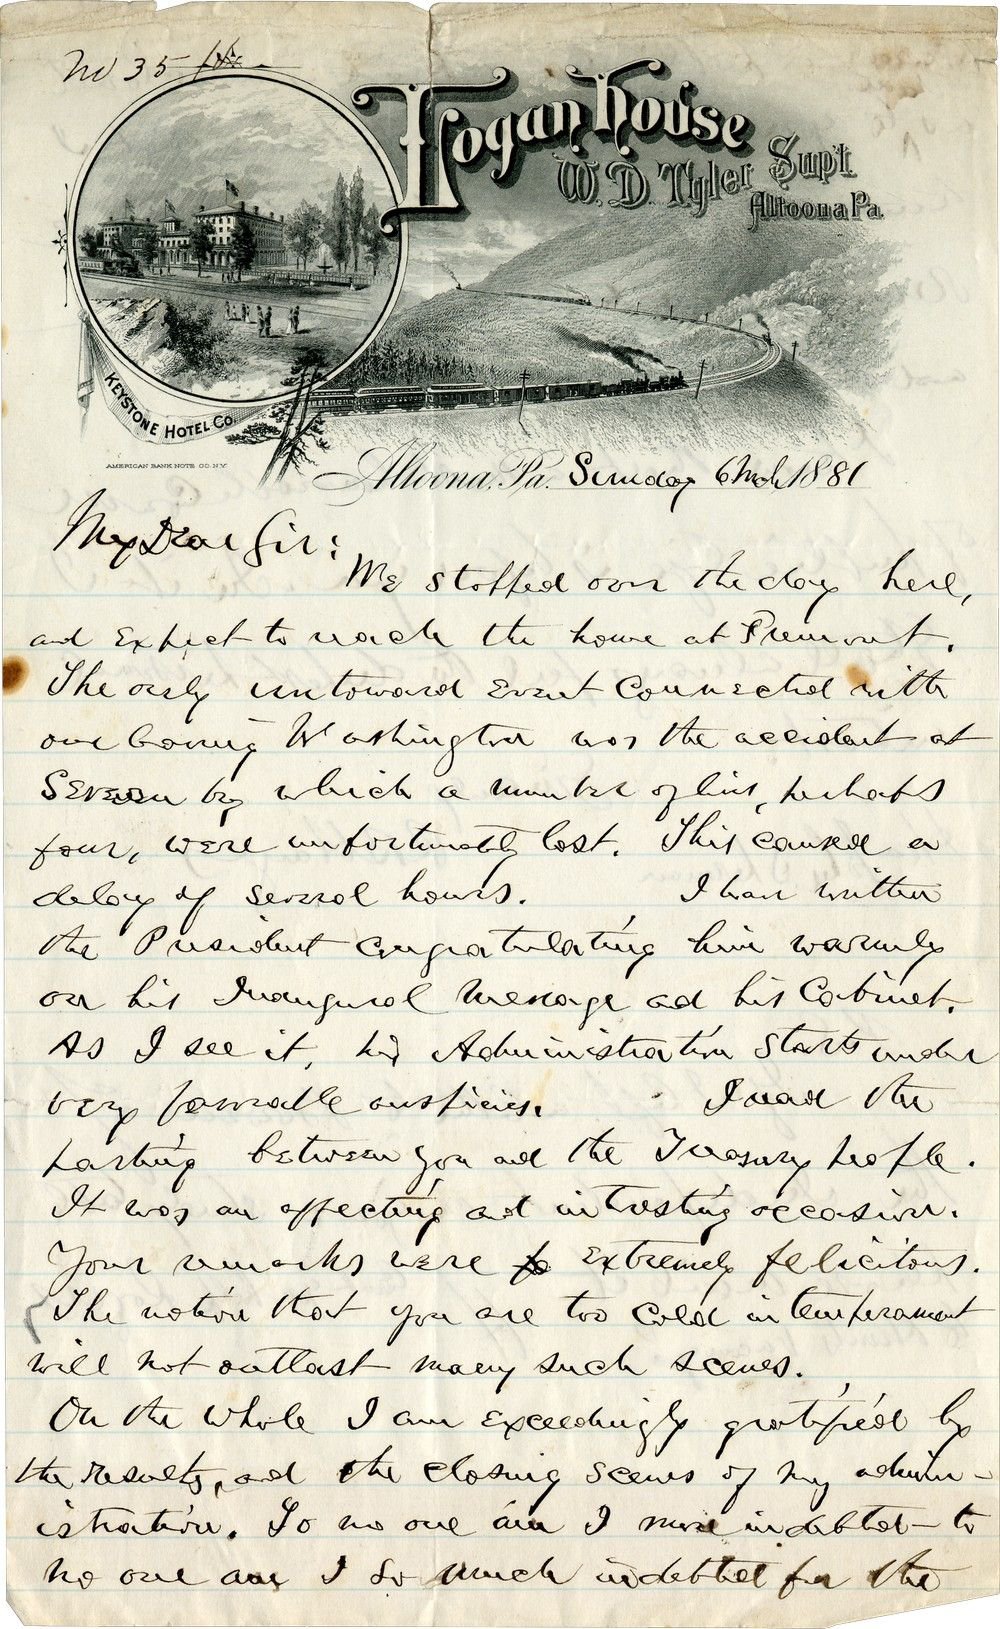 No 35
Logan House
W. D. Tyler Supt
Altoona Pa.
KEYSTONE HOTEL CO.
AMERICAN BANK NOTE CO. N.Y.
Altoona, Pa. Sunday 6 Mch 1881
My Dear Sir:
We stopped over the day here,
and expect to reach the home at Fremont.
The only untoward event connected with
our leaving Washington was the accident at
Severn by which a number of lives, perhaps
four, were unfortunately lost. This caused a
delay of several hours. I have written
the President congratulating him warmly
on his Inaugural message and his Cabinet.
As I see it, his Administration starts under
very favorable auspices. I read the
parting between you and the Treasury people.
It was an affecting and interesting occasion.
Your remarks were extremely felicitous.
The notion that you are too cold in temperament
will not outlast many such scenes.
On the whole I am exceedingly gratified by
the results, and the closing scenes of my admin-
istration. To no one am I more indebted — to
no one am I so much indebted for the